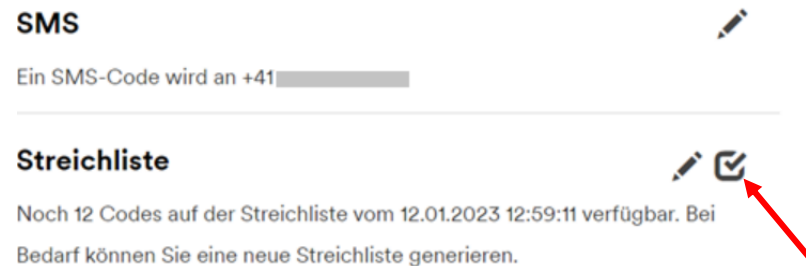 SMS
Ein SMS-Code wird an +41
Streichliste
Noch 12 Codes auf der Streichliste vom 12.01.2023 12:59:11 verfügbar. Bei
Bedarf können Sie eine neue Streichliste generieren.